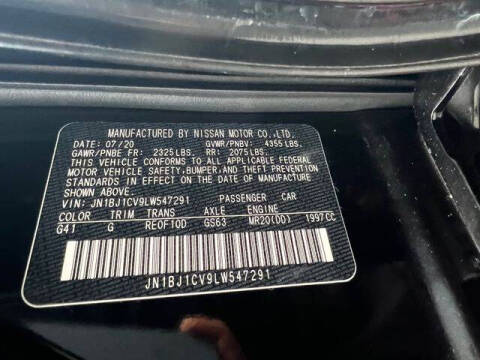 MANUFACTURED BY NISSAN MOTOR CO.,LTD.
DATE: 07/20 GVWR/PNBV: 4355 LBS.
GAWR/PNBE FR: 2325 LBS. RR: 2075 LBS.
THIS VEHICLE CONFORMS TO ALL APPLICABLE FEDERAL
MOTOR VEHICLE SAFETY, BUMPER, AND THEFT PREVENTION
STANDARDS IN EFFECT ON THE DATE OF MANUFACTURE
SHOWN ABOVE.
VIN: JN1BJ1CV9LW547291 PASSENGER CAR
COLOR TRIM TRANS AXLE ENGINE
G41 G RE0F10D GS63 MR20(DD) 1997CC
JN1BJ1CV9LW547291